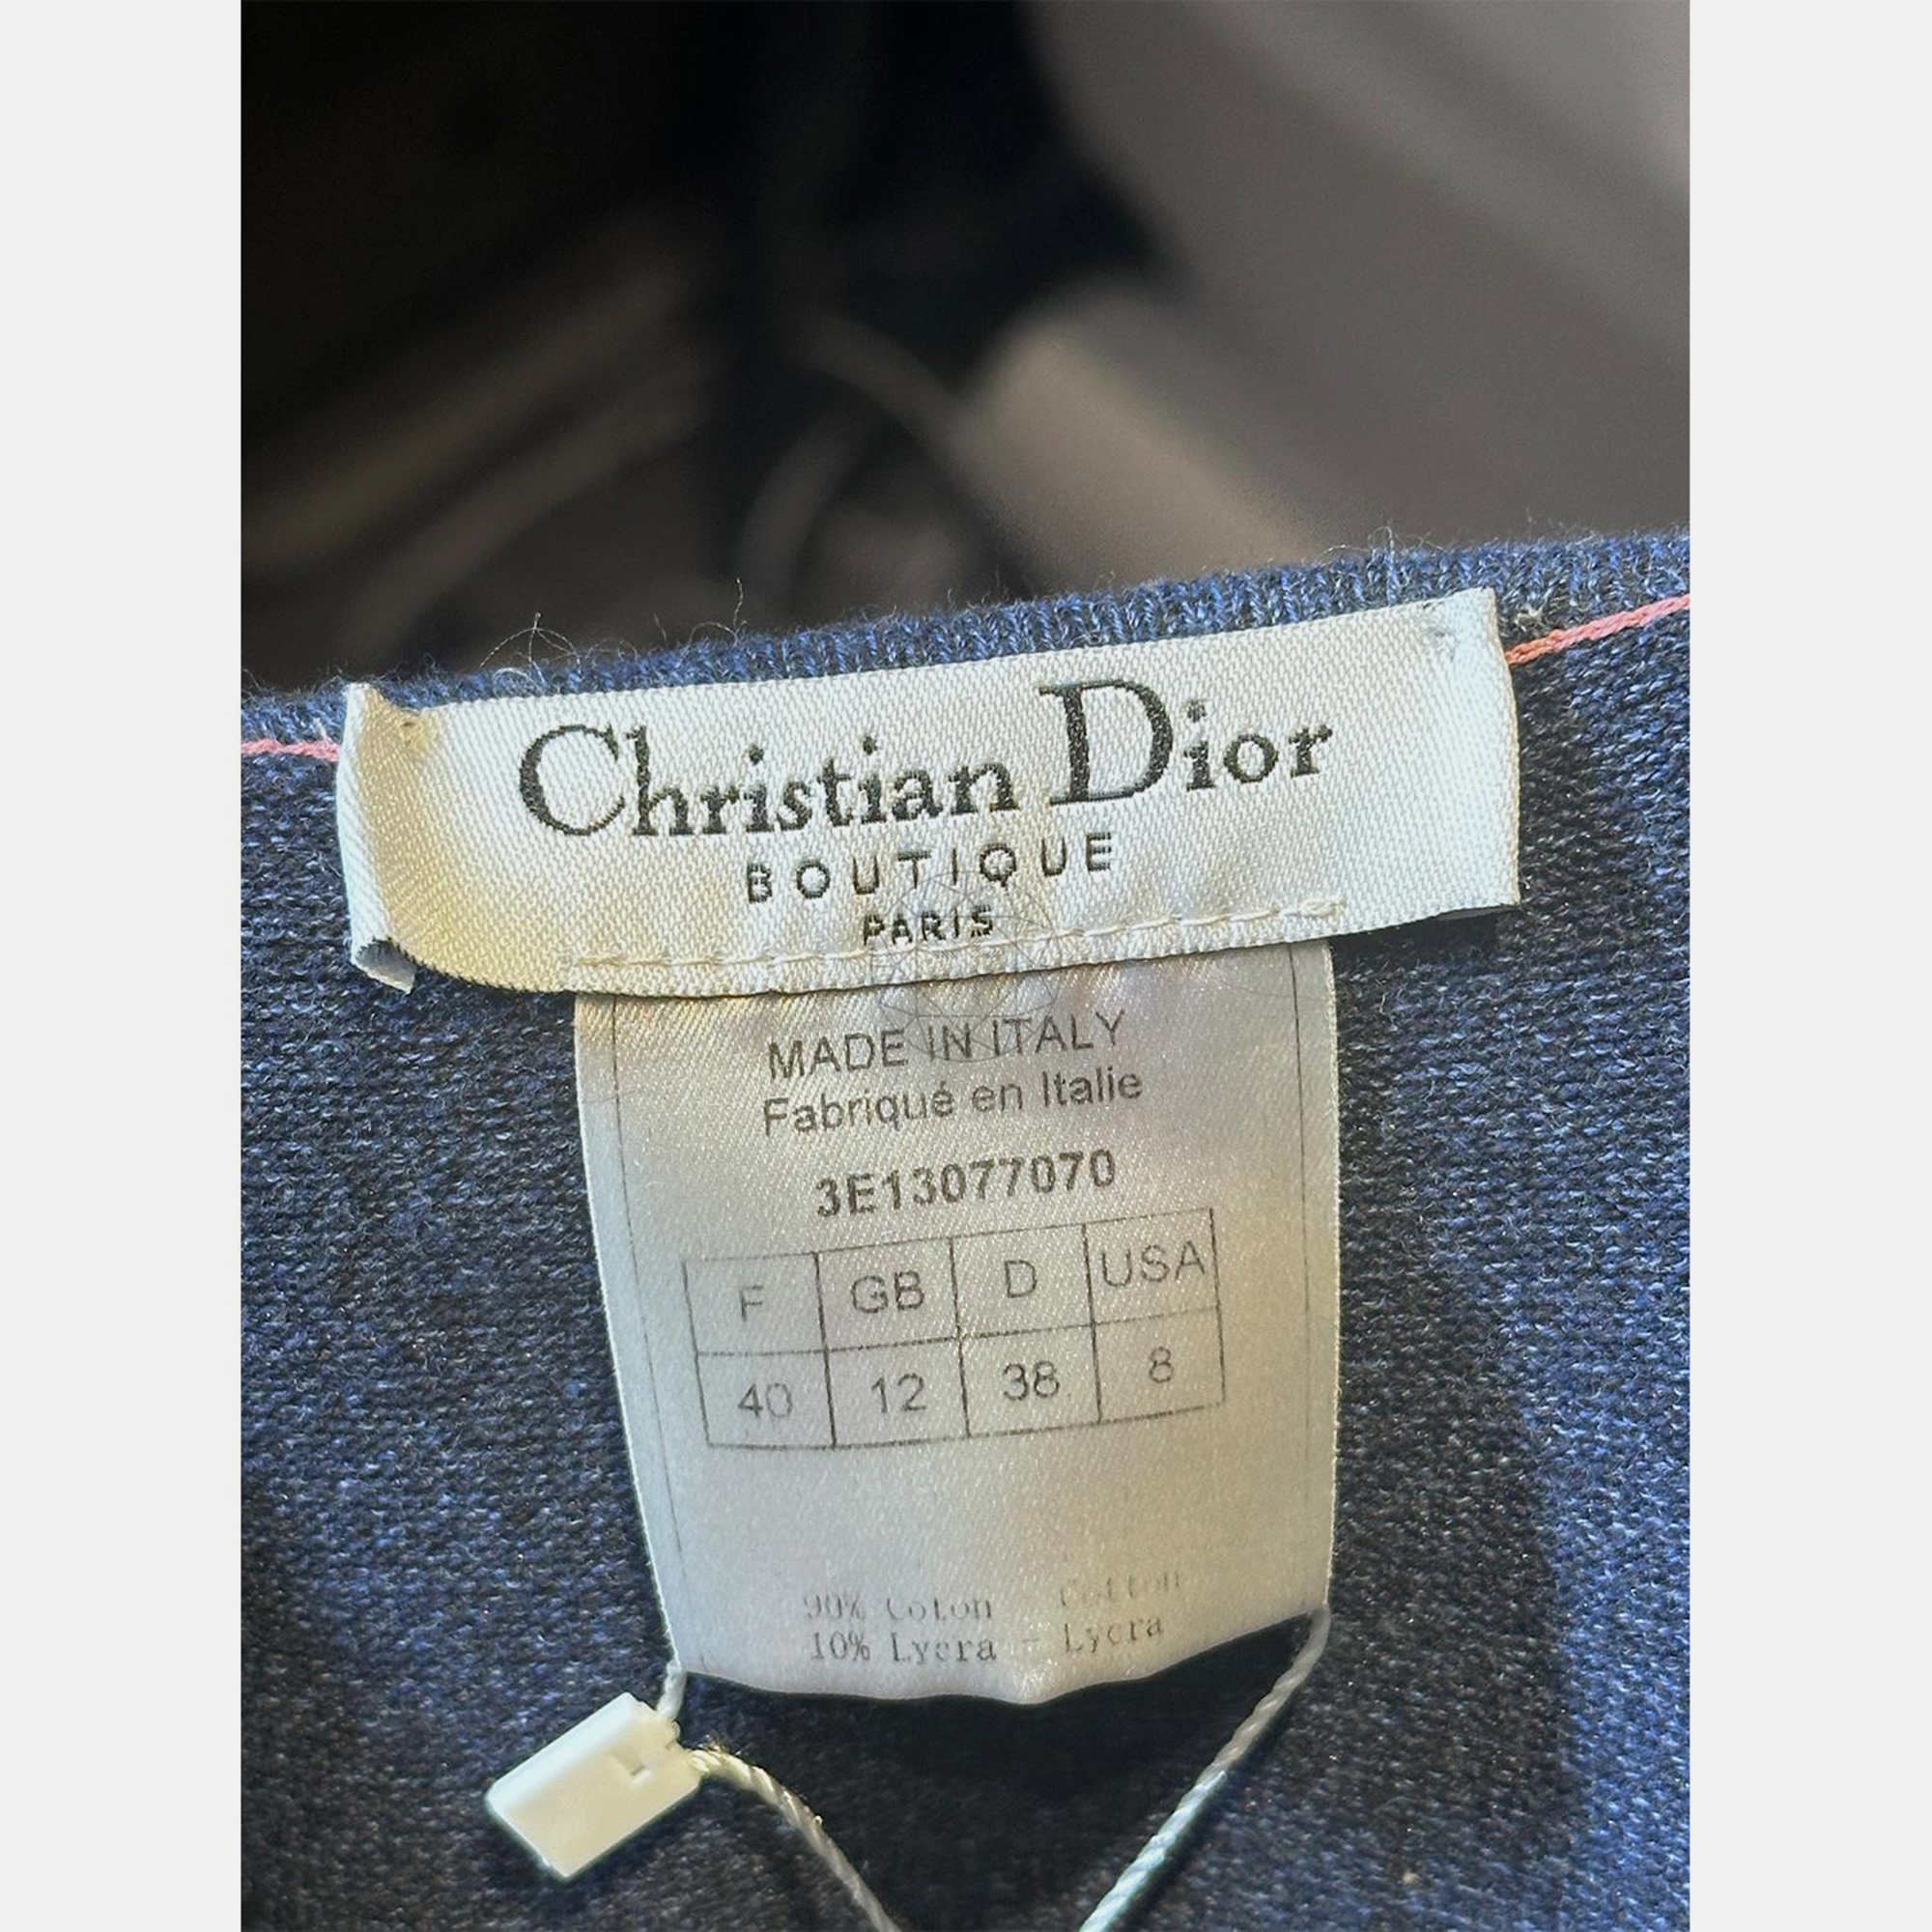 Christian Dior
BOUTIQUE
PARIS
MADE IN ITALY
Fabriqué en Italie
3E13077070
F GB D USA
40 12 38 8
90% Coton - Cotton
10% Lycra - Lycra